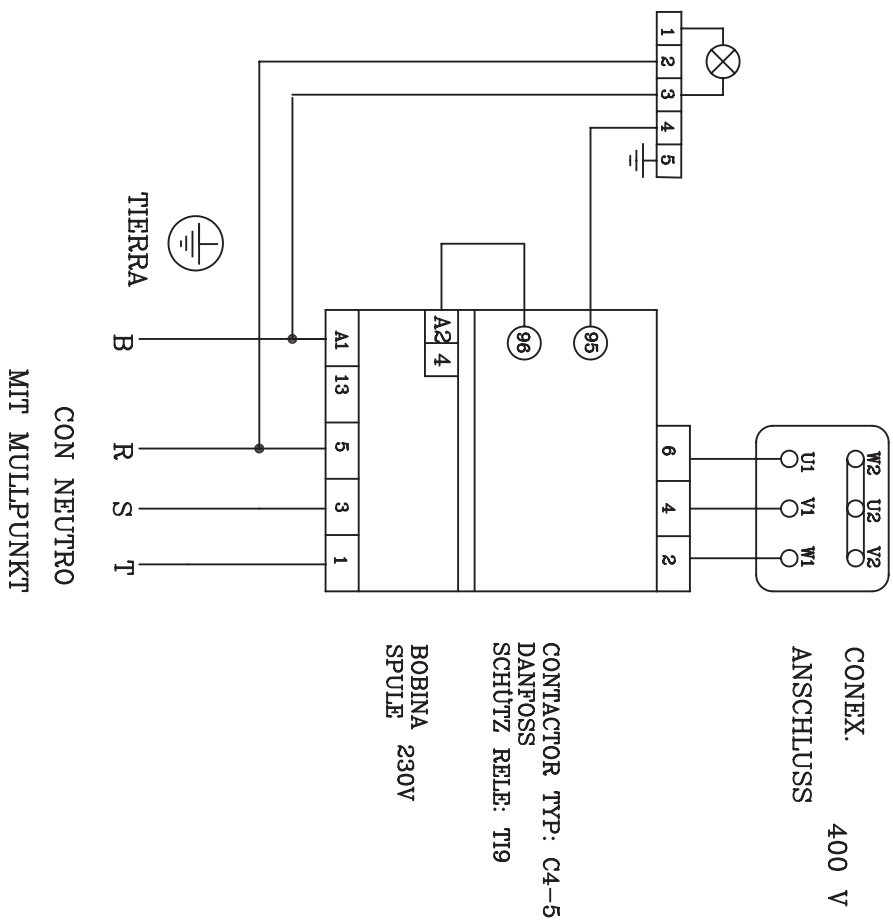 W2 U2 V2
CONEX.
400 V
U1 V1 W1
ANSCHLUSS
1 2 3 4 5
6 4 2
95
CONTACTOR TYP: C4-5
DANFOSS
96
SCHÜTZ RELE: TI9
A2 4
BOBINA
SPULE 230V
A1 13 5 3 1
TIERRA
B R S T
CON NEUTRO
MIT MULLPUNKT